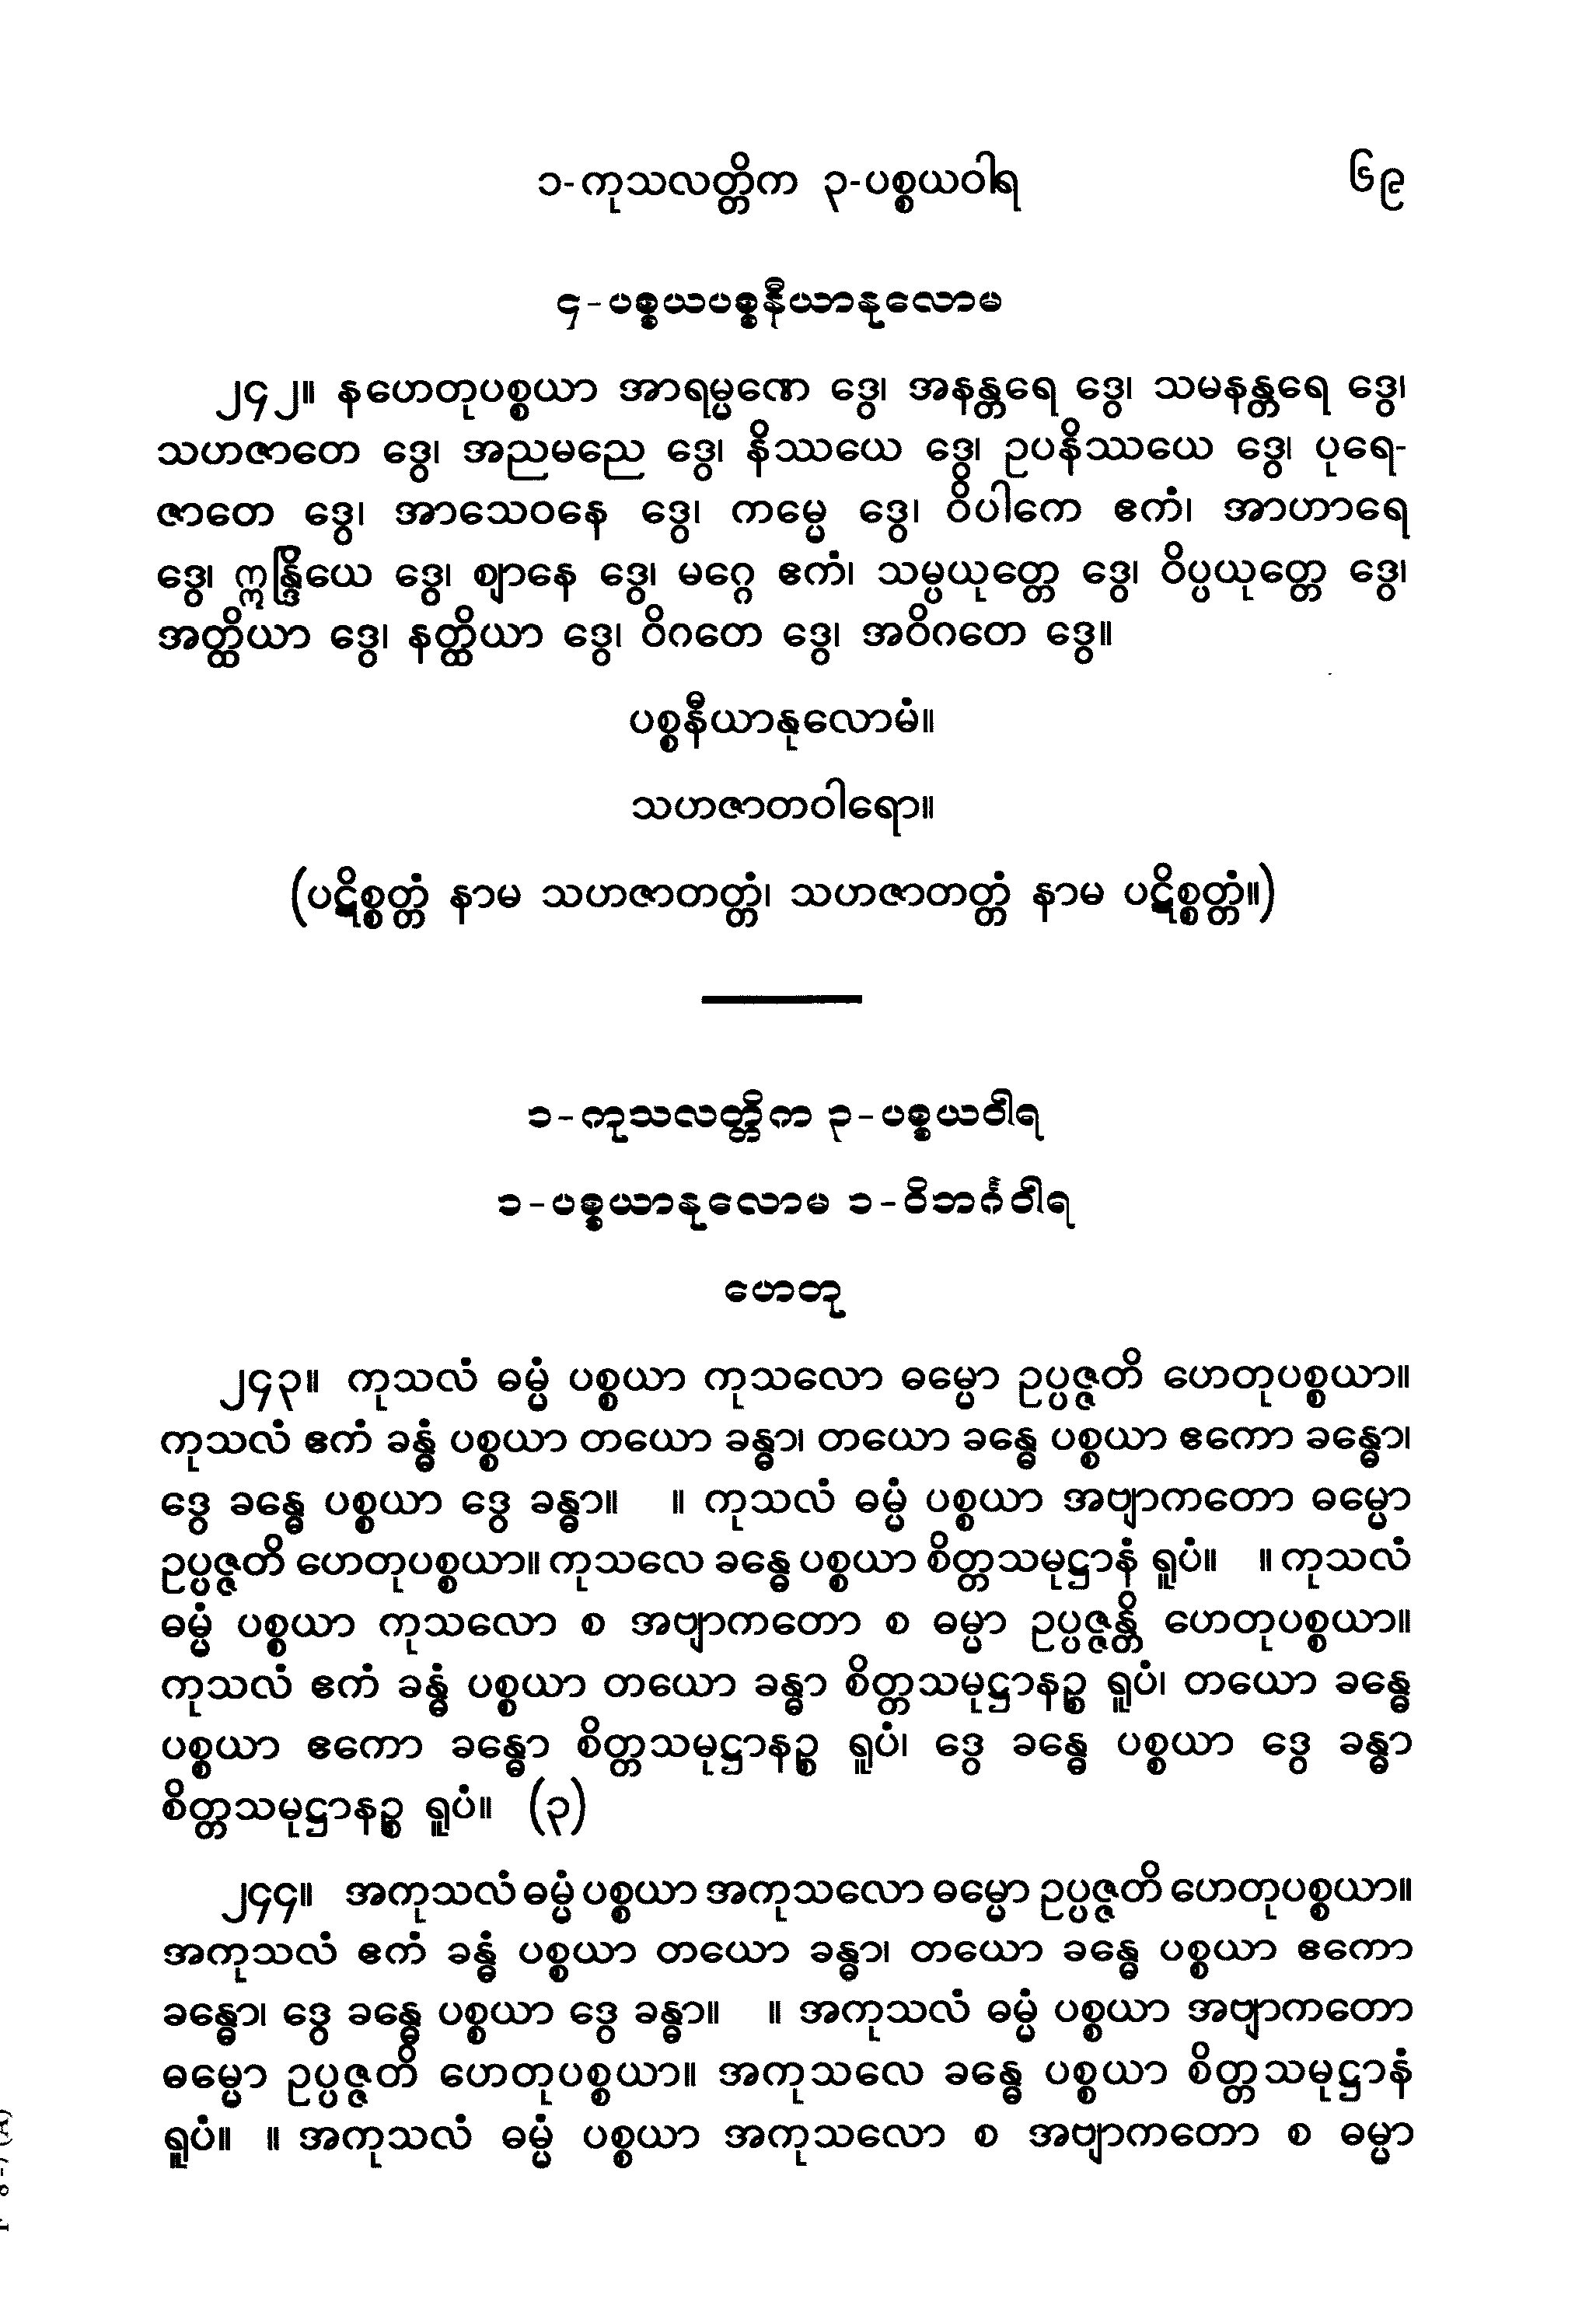 ၁-ကုသလတ္တိက ၃-ပစ္စယဝါရ ၆၉
၄-ပစ္စယပစ္စနီယာနုလောမ
၂၄၂။ နဟေတုပစ္စယာ အာရမ္မဏေ ဒွေ၊ အနန္တရေ ဒွေ၊ သမနန္တရေ ဒွေ၊
သဟဇာတေ ဒွေ၊ အညမညေ ဒွေ၊ နိဿယေ ဒွေ၊ ဥပနိဿယေ ဒွေ၊ ပုရေ-
ဇာတေ ဒွေ၊ အာသေဝနေ ဒွေ၊ ကမ္မေ ဒွေ၊ ဝိပါကေ ဧကံ၊ အာဟာရေ
ဒွေ၊ ဣန္ဒြိယေ ဒွေ၊ ဈာနေ ဒွေ၊ မဂ္ဂေ ဧကံ၊ သမ္ပယုတ္တေ ဒွေ၊ ဝိပ္ပယုတ္တေ ဒွေ၊
အတ္ထိယာ ဒွေ၊ နတ္ထိယာ ဒွေ၊ ဝိဂတေ ဒွေ၊ အဝိဂတေ ဒွေ။
ပစ္စနီယာနုလောမံ။
သဟဇာတဝါရော။
(ပဋိစ္စတ္တံ နာမ သဟဇာတတ္တံ၊ သဟဇာတတ္တံ နာမ ပဋိစ္စတ္တံ။)
၁-ကုသလတ္တိက ၃-ပစ္စယဝါရ
၁-ပစ္စယာနုလောမ ၁-ဝိဘင်္ဂဝါရ
ဟေတု
၂၄၃။ ကုသလံ ဓမ္မံ ပစ္စယာ ကုသလော ဓမ္မော ဥပ္ပဇ္ဇတိ ဟေတုပစ္စယာ။
ကုသလံ ဧကံ ခန္ဓံ ပစ္စယာ တယော ခန္ဓာ၊ တယော ခန္ဓေ ပစ္စယာ ဧကော ခန္ဓော၊
ဒွေ ခန္ဓေ ပစ္စယာ ဒွေ ခန္ဓာ။ ။ ကုသလံ ဓမ္မံ ပစ္စယာ အဗျာကတော ဓမ္မော
ဥပ္ပဇ္ဇတိ ဟေတုပစ္စယာ။ ကုသလေ ခန္ဓေ ပစ္စယာ စိတ္တသမုဋ္ဌာနံ ရူပံ။ ။ ကုသလံ
ဓမ္မံ ပစ္စယာ ကုသလော စ အဗျာကတော စ ဓမ္မာ ဥပ္ပဇ္ဇန္တိ ဟေတုပစ္စယာ။
ကုသလံ ဧကံ ခန္ဓံ ပစ္စယာ တယော ခန္ဓာ စိတ္တသမုဋ္ဌာနဉ္စ ရူပံ၊ တယော ခန္ဓေ
ပစ္စယာ ဧကော ခန္ဓော စိတ္တသမုဋ္ဌာနဉ္စ ရူပံ၊ ဒွေ ခန္ဓေ ပစ္စယာ ဒွေ ခန္ဓာ
စိတ္တသမုဋ္ဌာနဉ္စ ရူပံ။ (၃)
၂၄၄။ အကုသလံ ဓမ္မံ ပစ္စယာ အကုသလော ဓမ္မော ဥပ္ပဇ္ဇတိ ဟေတုပစ္စယာ။
အကုသလံ ဧကံ ခန္ဓံ ပစ္စယာ တယော ခန္ဓာ၊ တယော ခန္ဓေ ပစ္စယာ ဧကော
ခန္ဓော၊ ဒွေ ခန္ဓေ ပစ္စယာ ဒွေ ခန္ဓာ။ ။ အကုသလံ ဓမ္မံ ပစ္စယာ အဗျာကတော
ဓမ္မော ဥပ္ပဇ္ဇတိ ဟေတုပစ္စယာ။ အကုသလေ ခန္ဓေ ပစ္စယာ စိတ္တသမုဋ္ဌာနံ
ရူပံ။ ။ အကုသလံ ဓမ္မံ ပစ္စယာ အကုသလော စ အဗျာကတော စ ဓမ္မာ